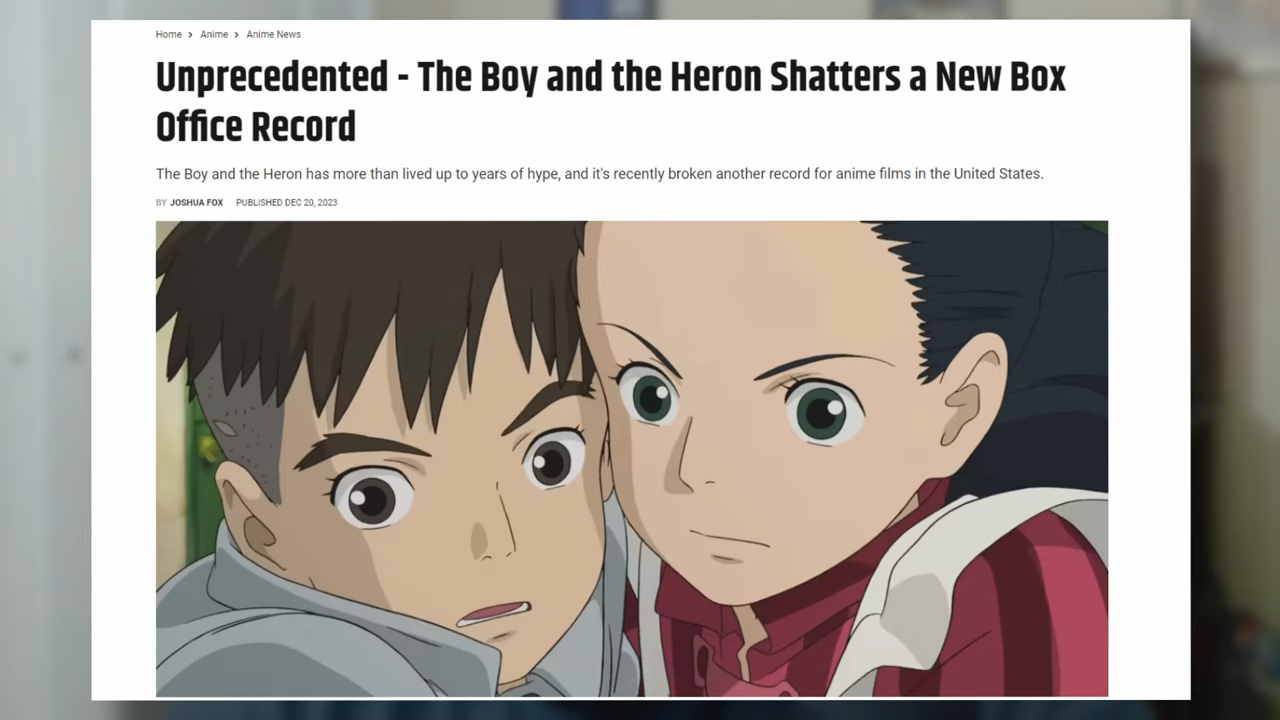 Home > Anime > Anime News
Unprecedented - The Boy and the Heron Shatters a New Box
Office Record
The Boy and the Heron has more than lived up to years of hype, and it's recently broken another record for anime films in the United States.
BY JOSHUA FOX PUBLISHED DEC 20, 2023